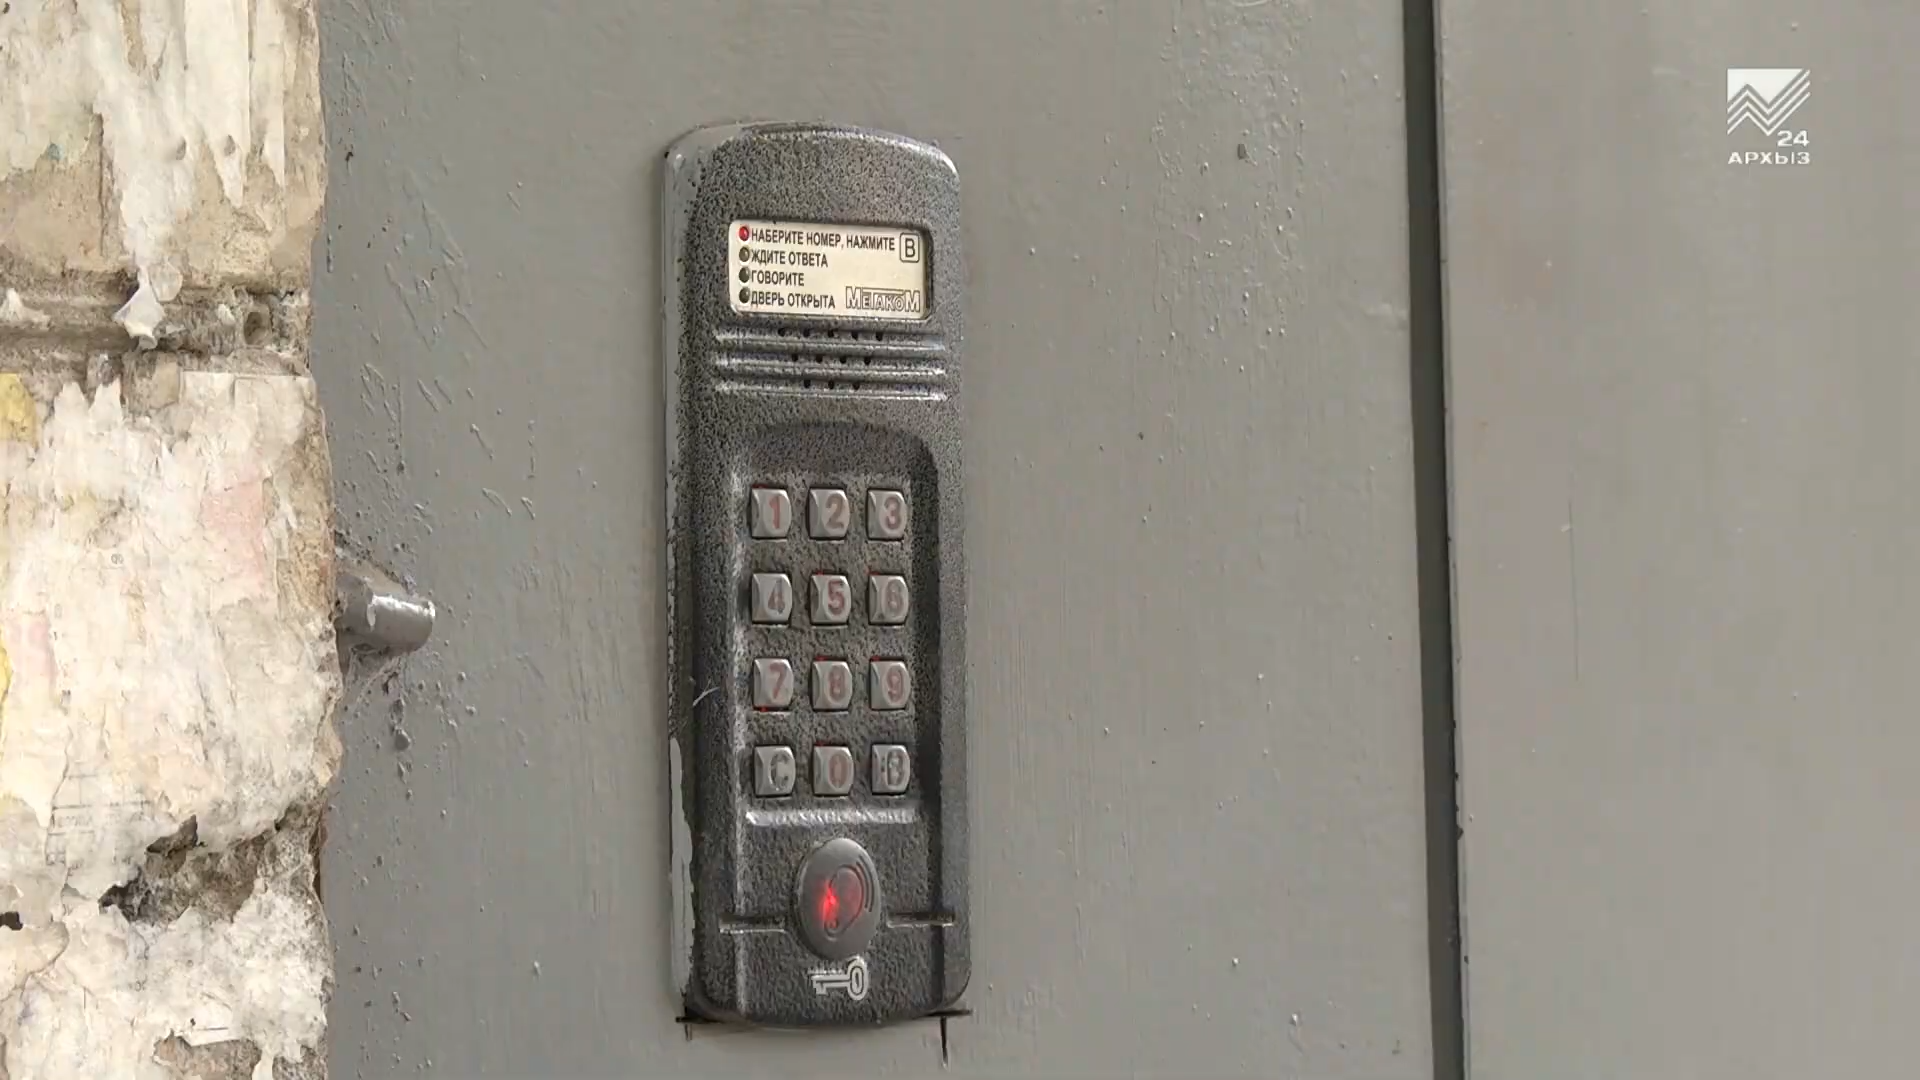 24
АРХЫЗ
НАБЕРИТЕ НОМЕР, НАЖМИТЕ В
ЖДИТЕ ОТВЕТА
ГОВОРИТЕ
ДВЕРЬ ОТКРЫТА МЕТАКОМ
1 2 3
4 5 6
7 8 9
С 0 В